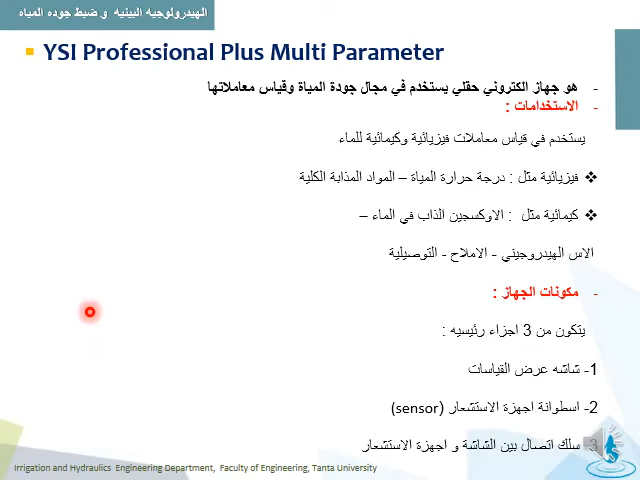 الهيدرولوجيه البيئيه و ضبط جوده المياه
YSI Professional Plus Multi Parameter
- هو جهاز الكتروني حقلي يستخدم في مجال جودة المياة وقياس معاملاتها
- الاستخدامات :
يستخدم في قياس معاملات فيزيائية وكيمائية للماء
❖ فيزيائية مثل : درجة حرارة المياة – المواد المذابة الكلية
❖ كيمائية مثل : الاوكسجين الذاب في الماء –
الاس الهيدروجيني - الاملاح - التوصيلية
- مكونات الجهاز :
يتكون من 3 اجزاء رئيسيه :
1- شاشه عرض القياسات
2- اسطوانة اجهزة الاستشعار (sensor)
3- سلك اتصال بين الشاشة و اجهزة الاستشعار
Irrigation and Hydraulics Engineering Department, Faculty of Engineering, Tanta University